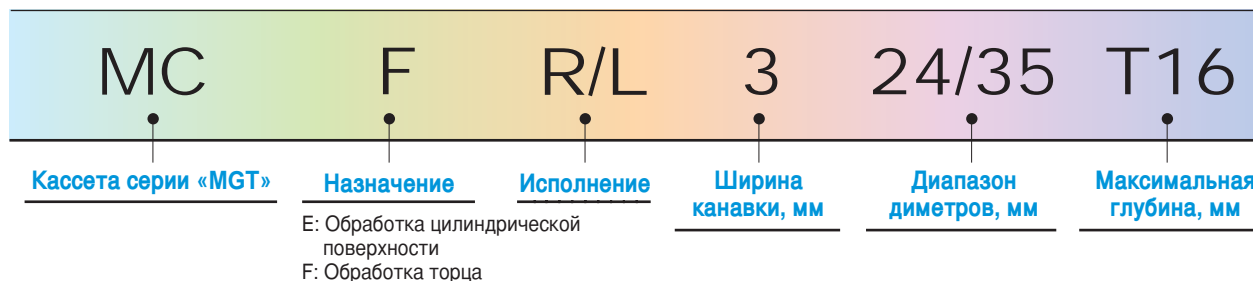 MC F R/L 3 24/35 T16
Кассета серии «MGT»
Назначение
E: Обработка цилиндрической
поверхности
F: Обработка торца
Исполнение
Ширина
канавки, мм
Диапазон
диметров, мм
Максимальная
глубина, мм